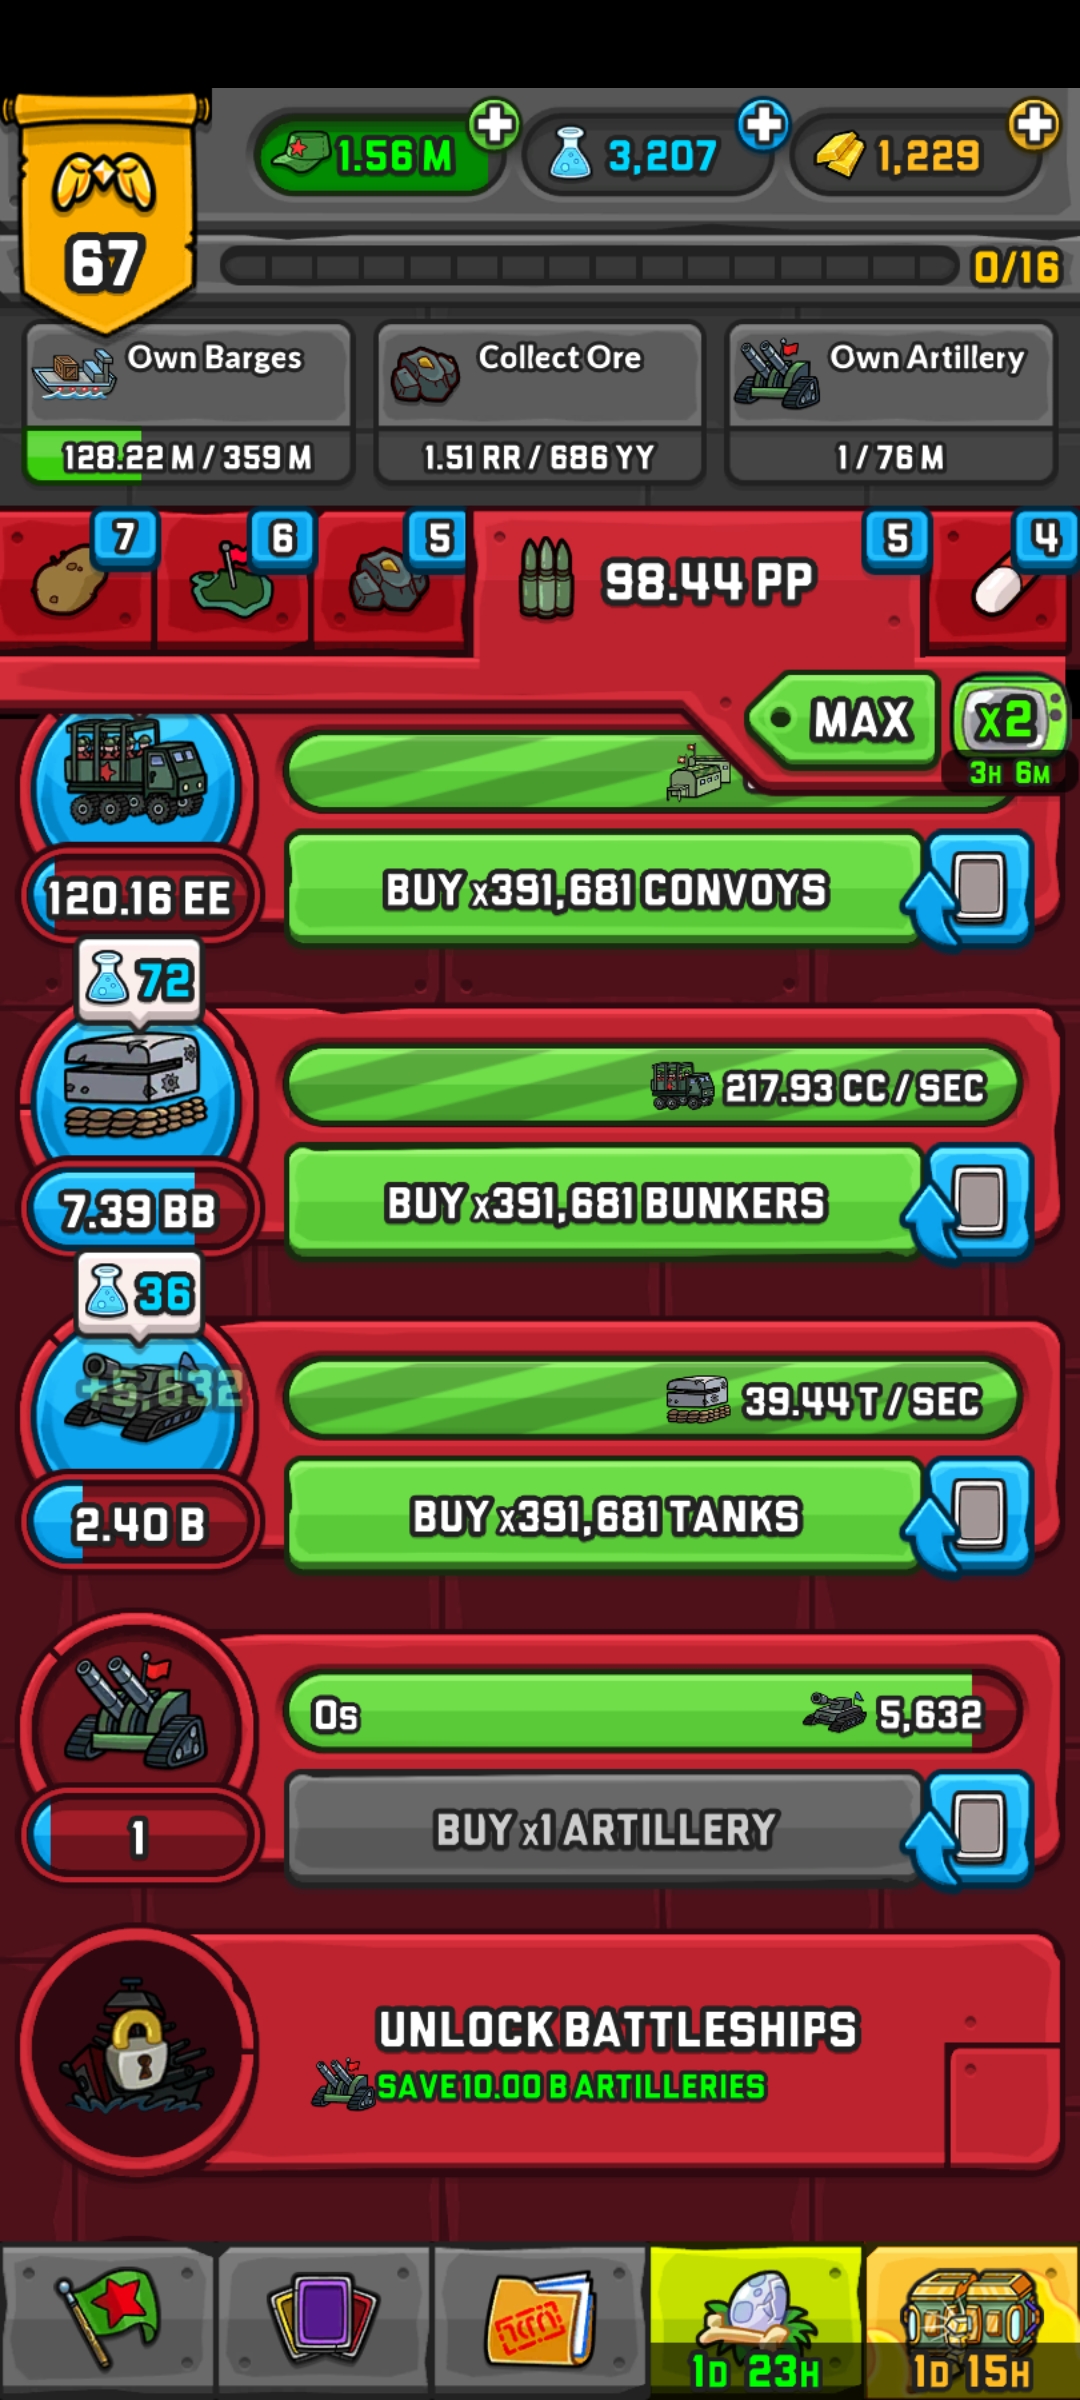 67
1.56 M
3,207
1,229
0/16
Own Barges
128.22 M / 359 M
Collect Ore
1.51 RR / 686 YY
Own Artillery
1 / 76 M
7
6
5
98.44 PP
5
4
MAX
x2
3H 6M
120.16 EE
BUY x391,681 CONVOYS
72
217.93 CC / SEC
7.39 BB
BUY x391,681 BUNKERS
36
+5,632
39.44 T / SEC
2.40 B
BUY x391,681 TANKS
0s
5,632
1
BUY x1 ARTILLERY
UNLOCK BATTLESHIPS
SAVE 10.00 B ARTILLERIES
1D 23H
1D 15H